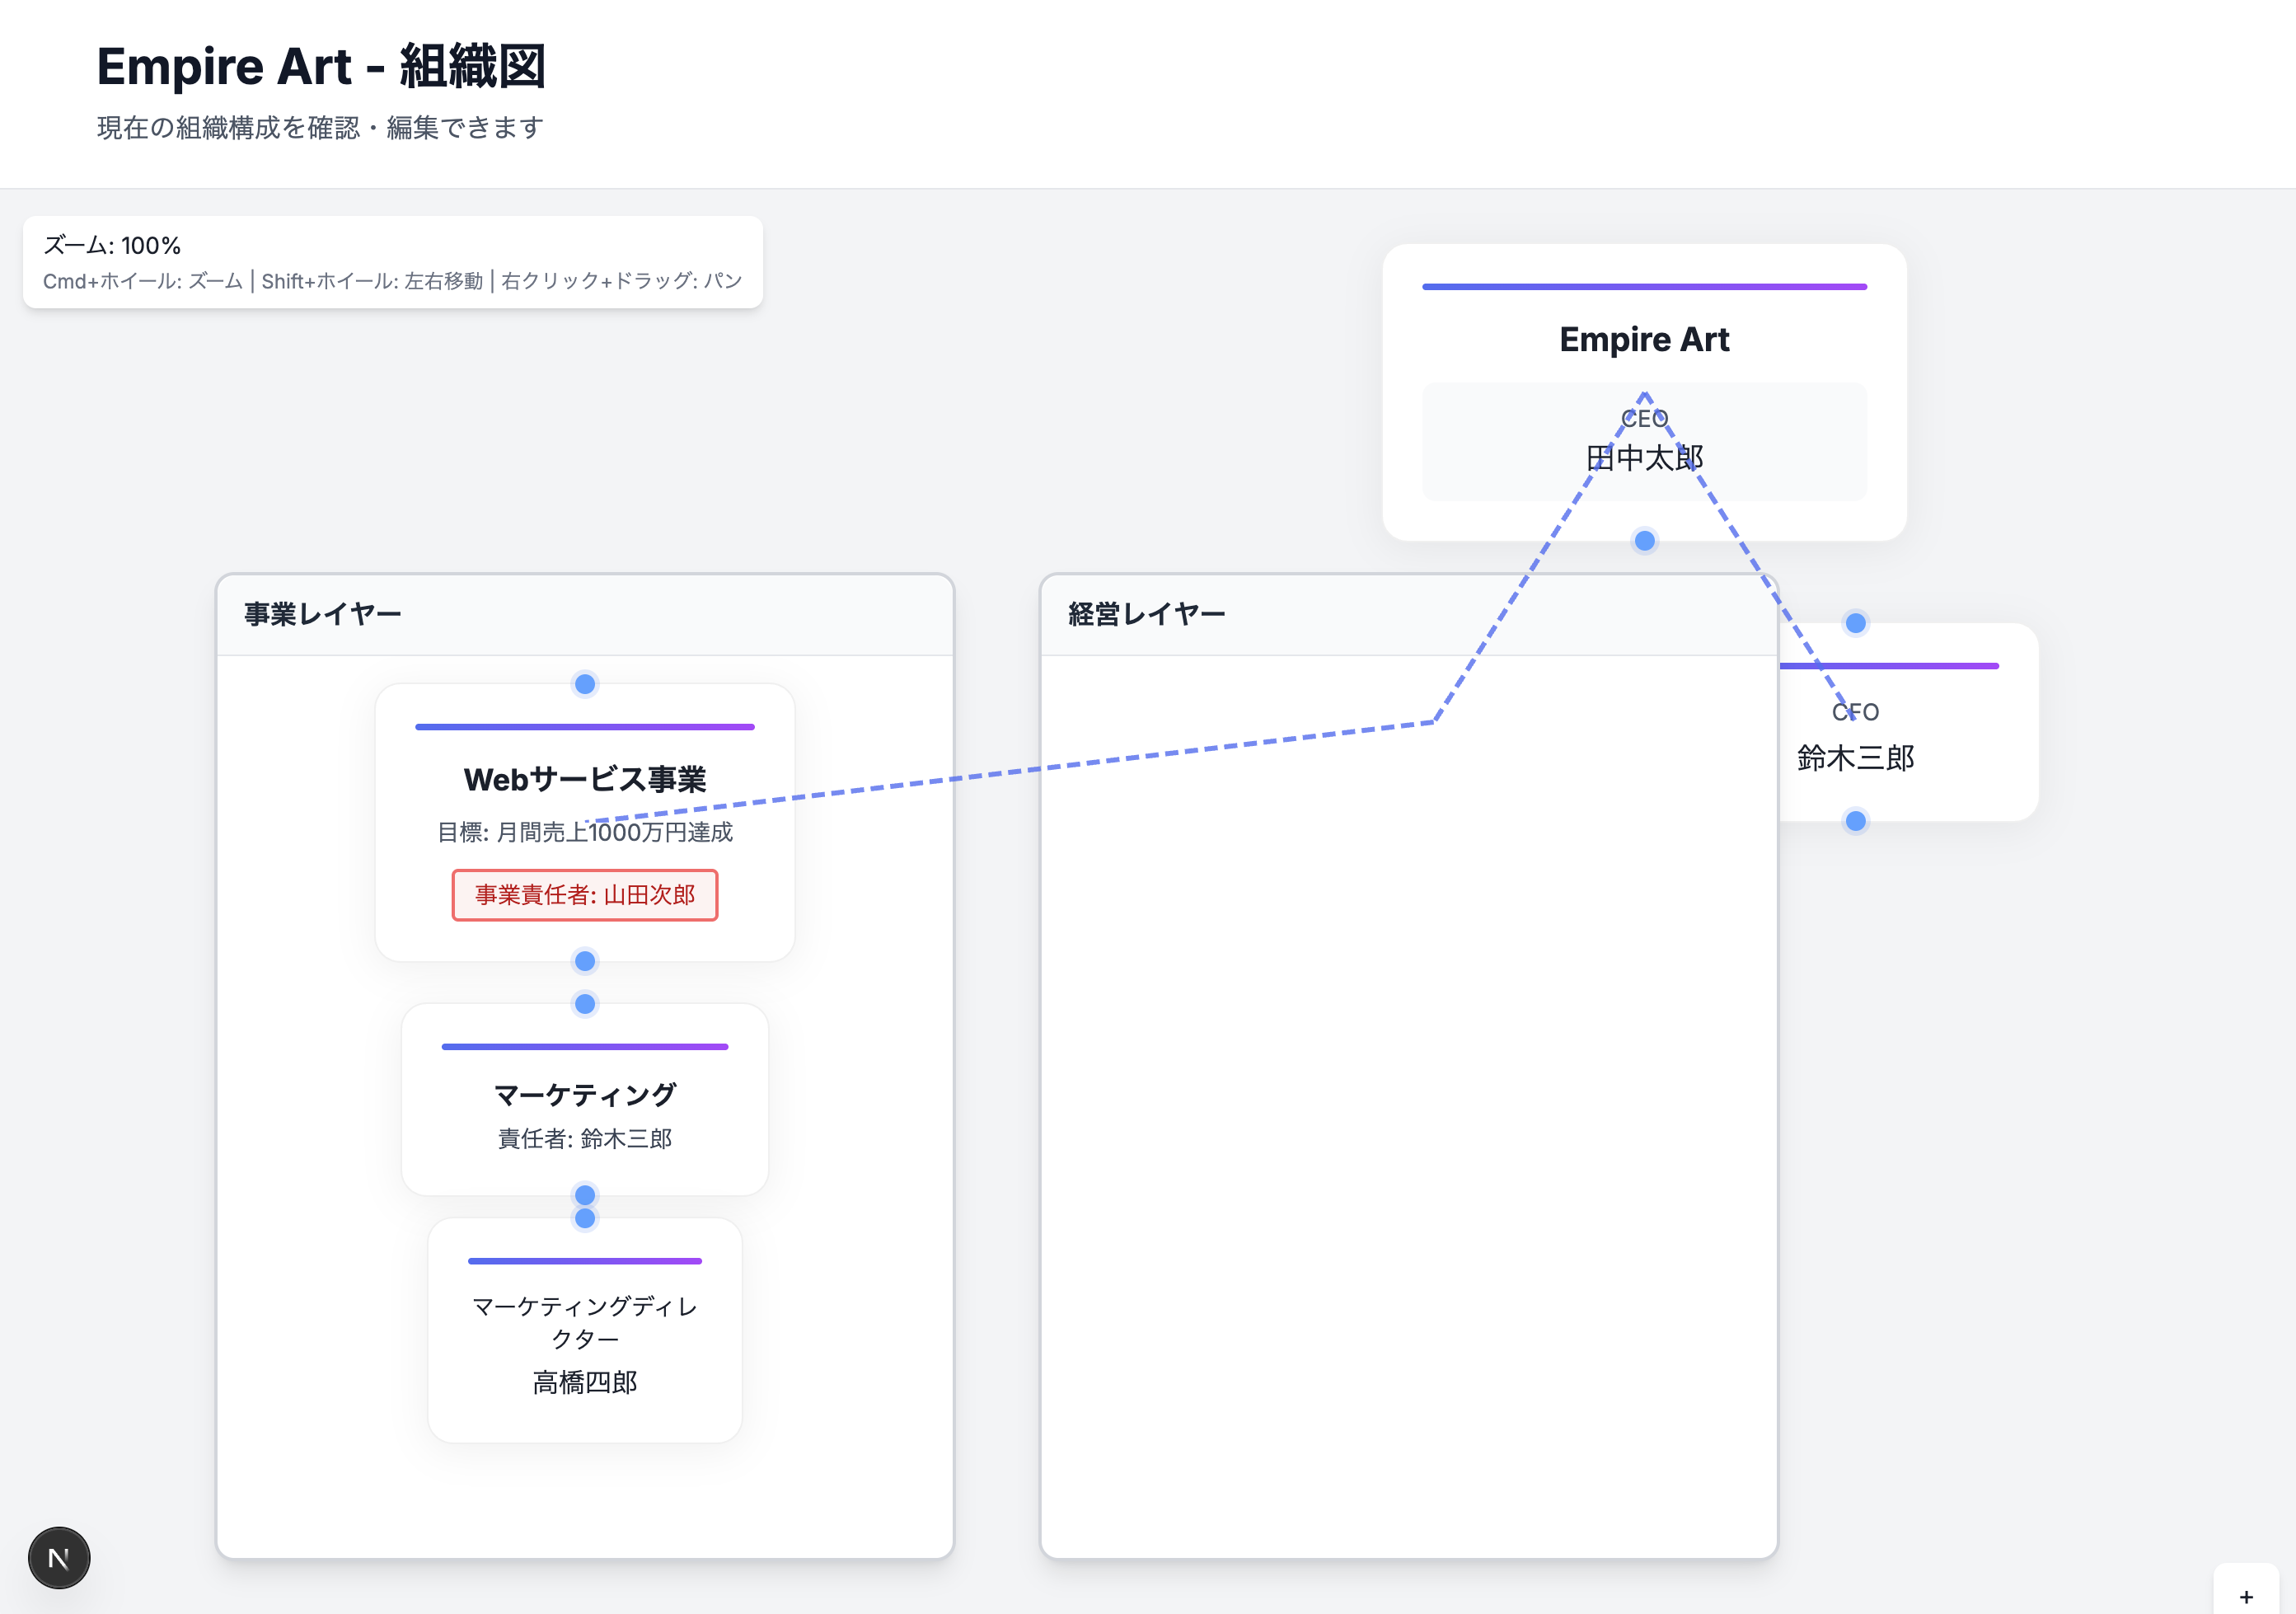 Empire Art - 組織図
現在の組織構成を確認・編集できます
ズーム: 100%
Cmd+ホイール: ズーム | Shift+ホイール: 左右移動 | 右クリック+ドラッグ: パン
Empire Art
CEO
田中太郎
事業レイヤー
経営レイヤー
CFO
鈴木三郎
Webサービス事業
目標: 月間売上1000万円達成
事業責任者: 山田次郎
マーケティング
責任者: 鈴木三郎
マーケティングディレ
クター
高橋四郎
N
+